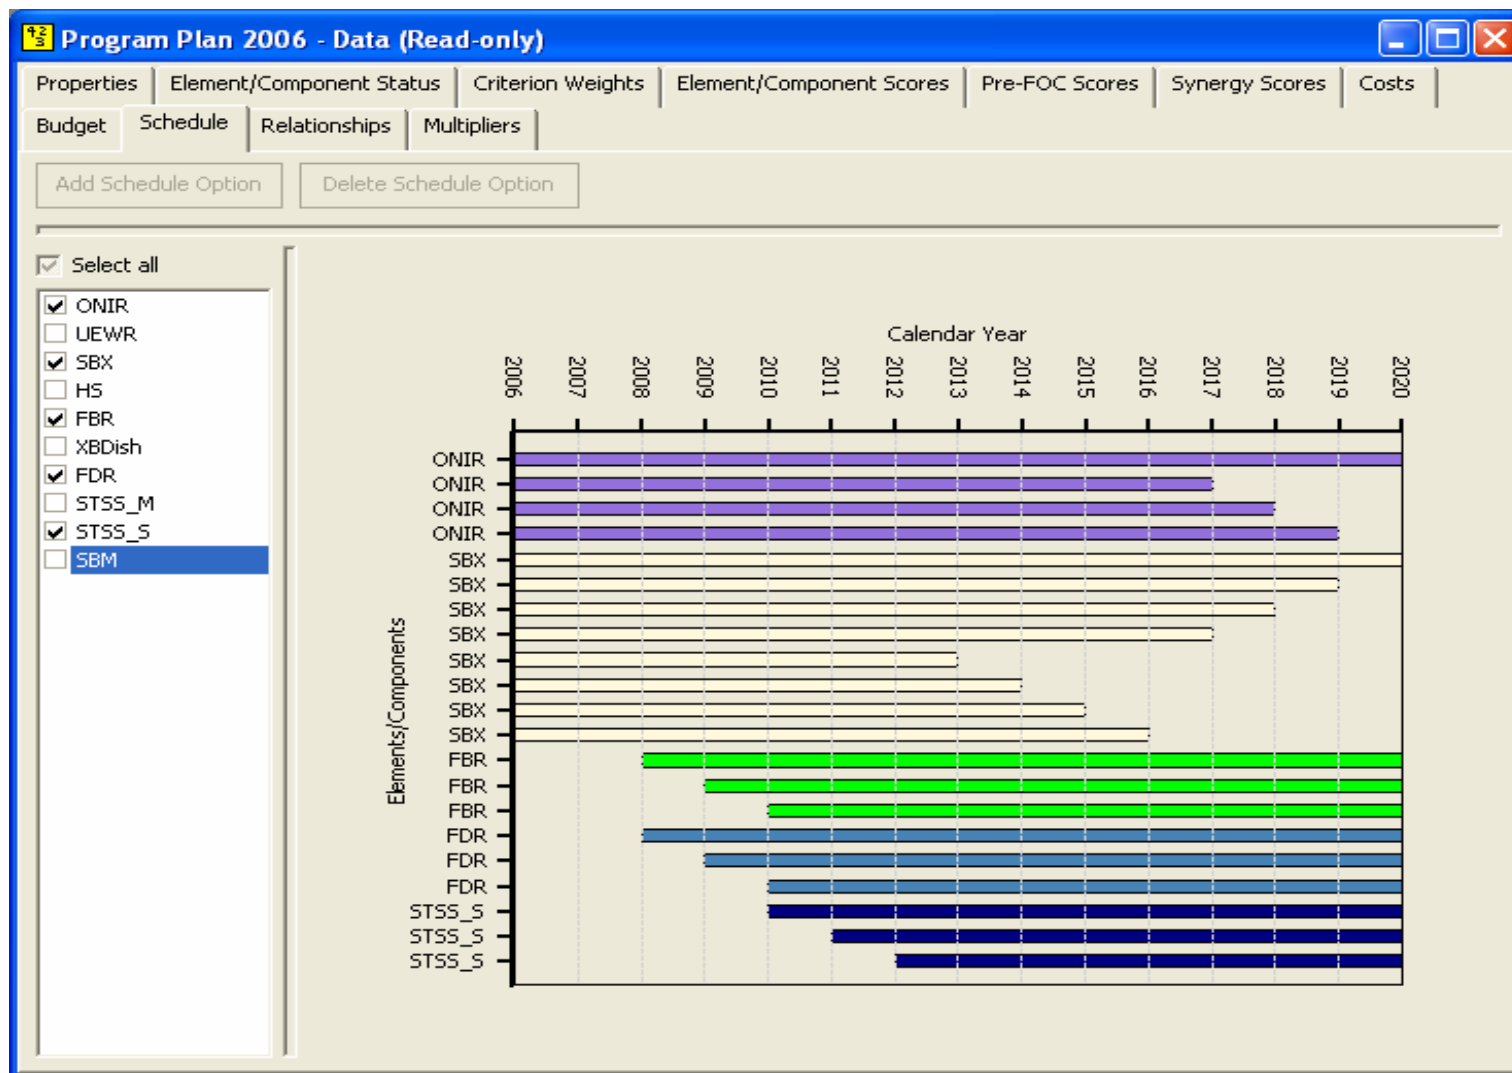 Program Plan 2006 - Data (Read-only)
Properties Element/Component Status Criterion Weights Element/Component Scores Pre-FOC Scores Synergy Scores Costs
Budget Schedule Relationships Multipliers
Add Schedule Option Delete Schedule Option
Select all
ONIR
UEWR
SBX
HS
FBR
XBDish
FDR
STSS_M
STSS_S
SBM
Calendar Year
2006 2007 2008 2009 2010 2011 2012 2013 2014 2015 2016 2017 2018 2019 2020
Elements/Components
ONIR
ONIR
ONIR
ONIR
SBX
SBX
SBX
SBX
SBX
SBX
SBX
SBX
FBR
FBR
FBR
FDR
FDR
FDR
STSS_S
STSS_S
STSS_S